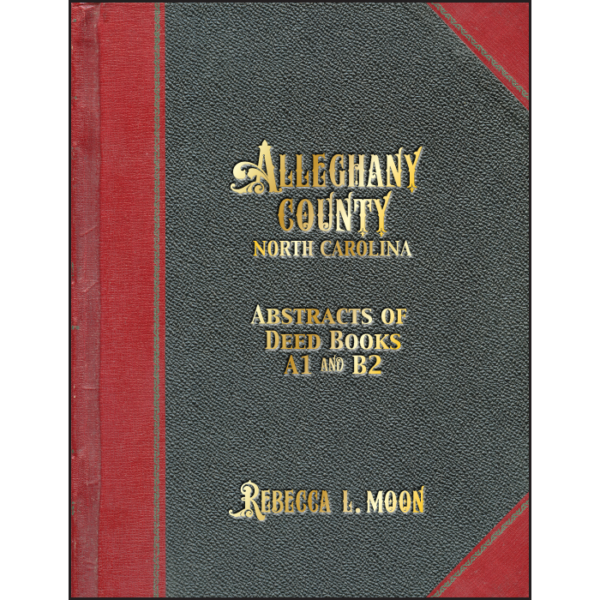 ALLEGHANY
COUNTY
NORTH CAROLINA
ABSTRACTS OF
DEED BOOKS
A1 AND B2
REBECCA L. MOON